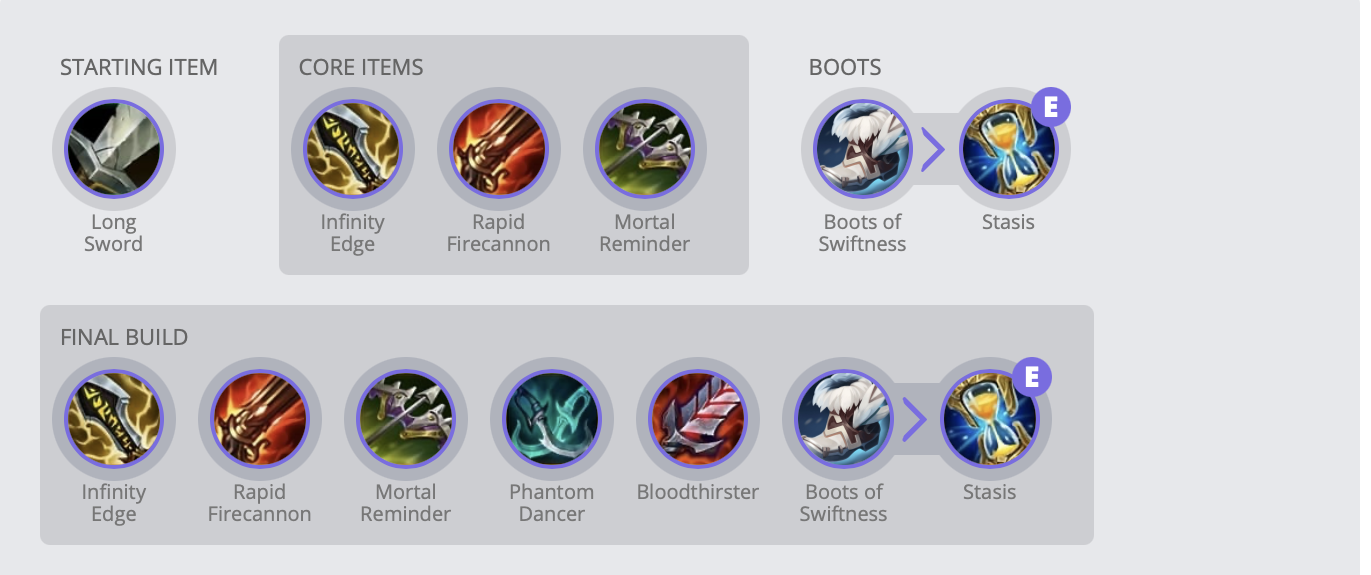 STARTING ITEM
Long
Sword
CORE ITEMS
Infinity
Edge
Rapid
Firecannon
Mortal
Reminder
BOOTS
Boots of
Swiftness
E
Stasis
FINAL BUILD
Infinity
Edge
Rapid
Firecannon
Mortal
Reminder
Phantom
Dancer
Bloodthirster
Boots of
Swiftness
E
Stasis